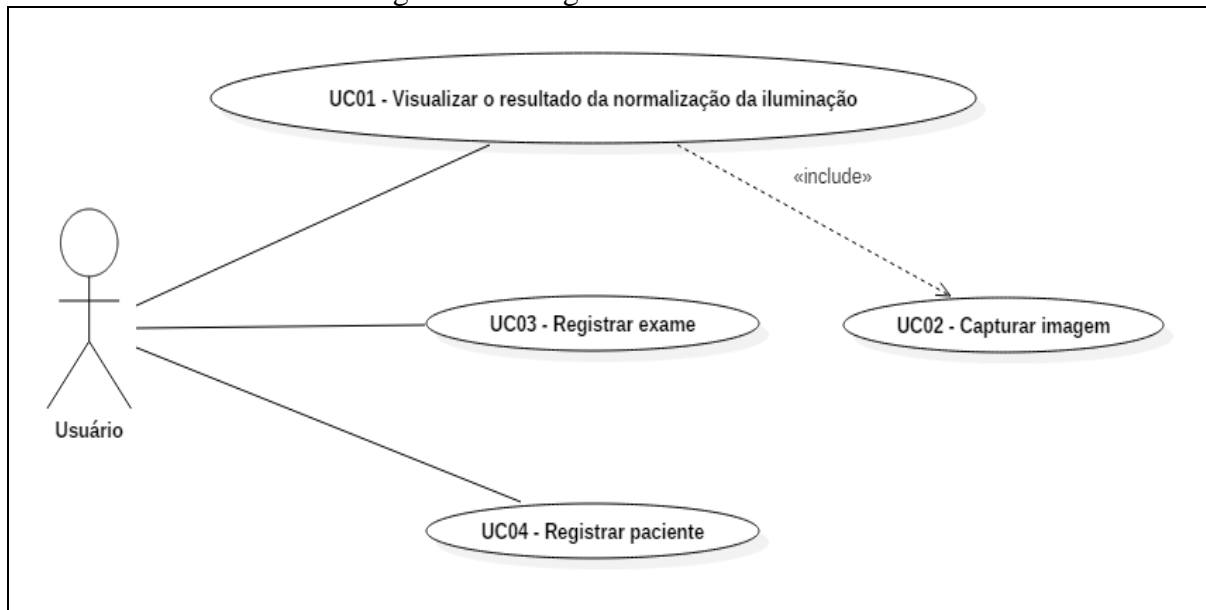 UC01 - Visualizar o resultado da normalização da iluminação
«include»
UC03 - Registrar exame
UC02 - Capturar imagem
Usuário
UC04 - Registrar paciente